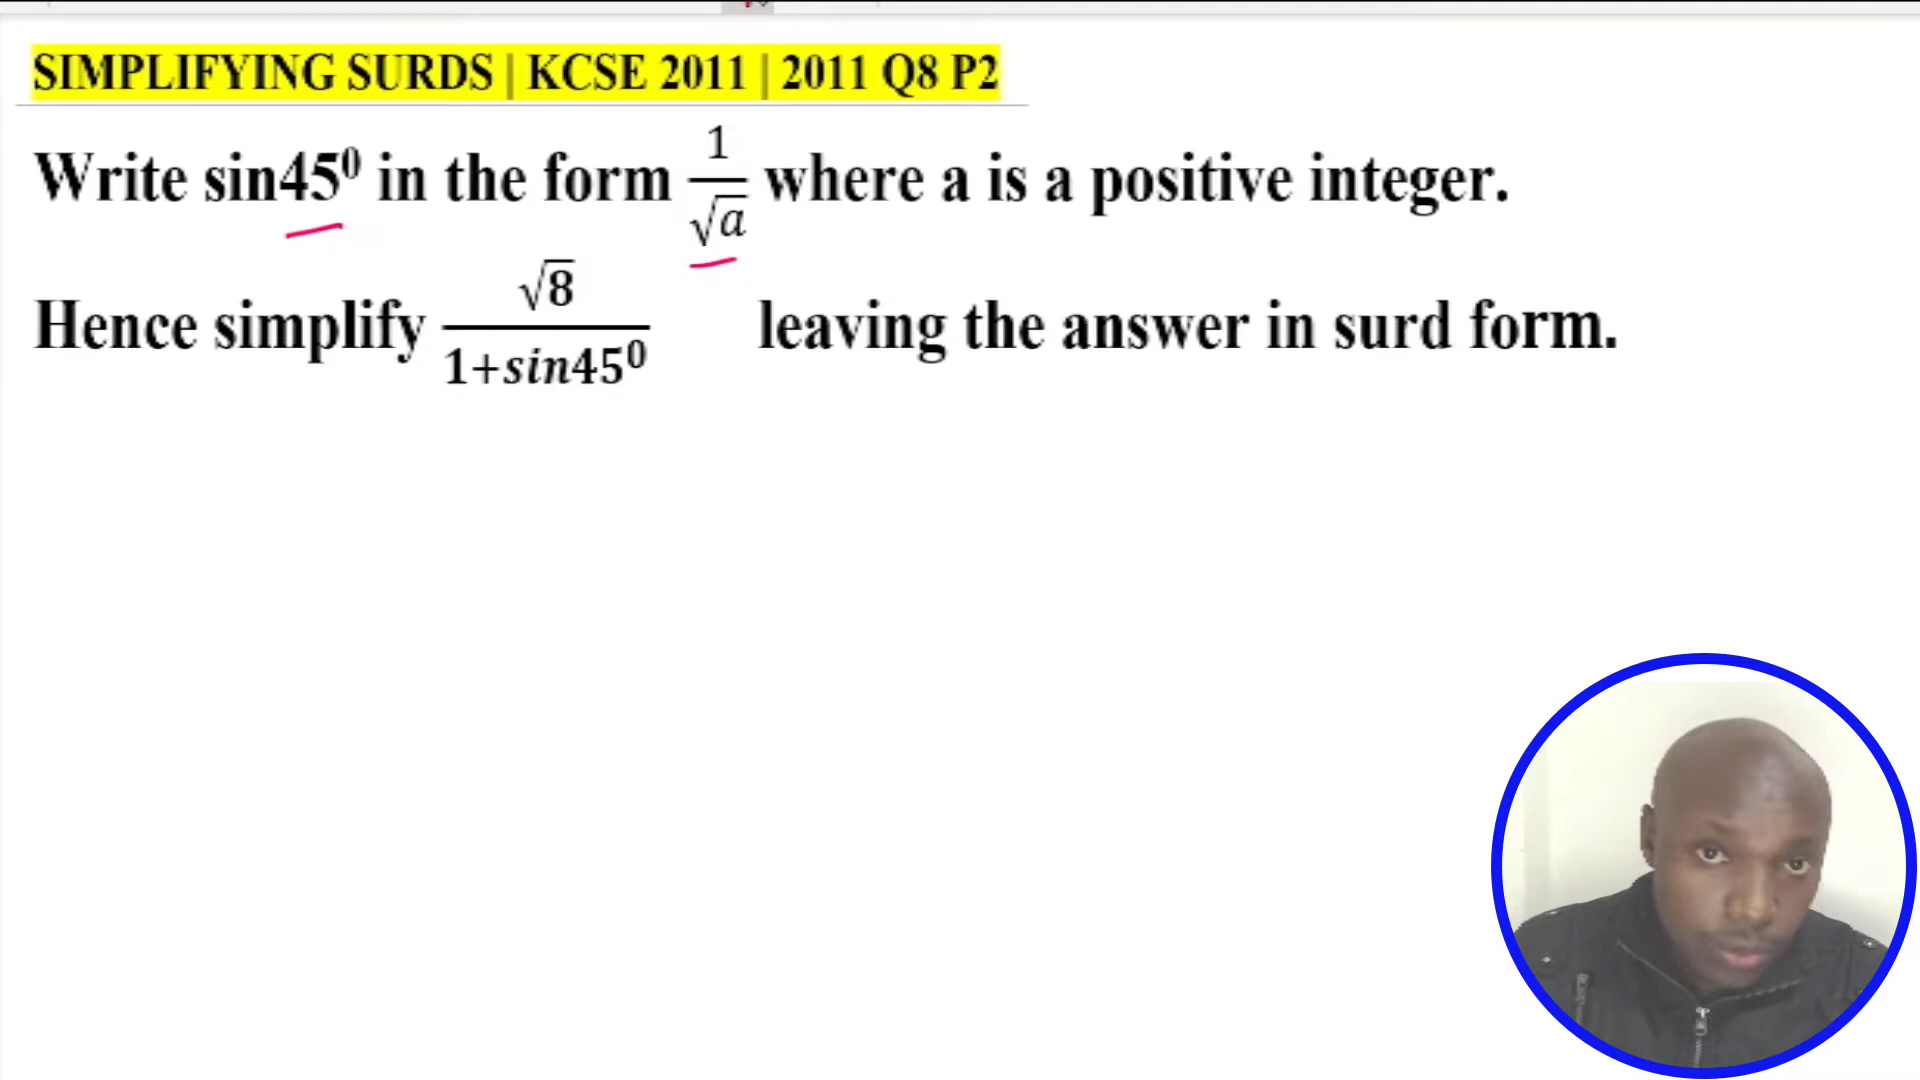 SIMPLIFYING SURDS | KCSE 2011 | 2011 Q8 P2
Write sin45⁰ in the form 1/√a where a is a positive integer.
Hence simplify √8/(1+sin45⁰) leaving the answer in surd form.